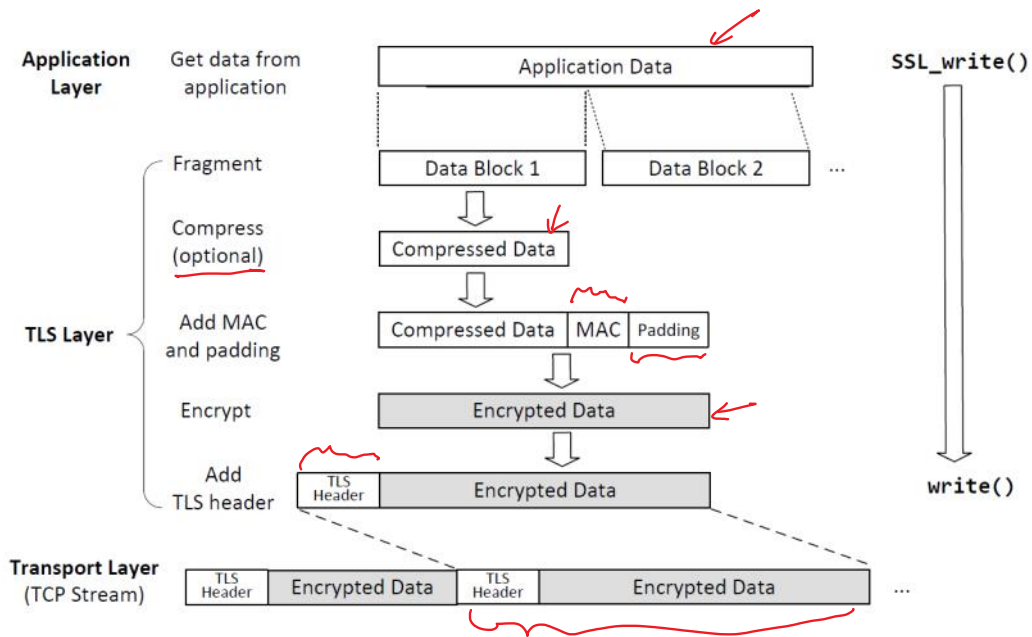 Application
Layer
Get data from
application
Application Data
SSL_write()
Fragment
Data Block 1
Data Block 2
...
Compress
(optional)
Compressed Data
TLS Layer
Add MAC
and padding
Compressed Data
MAC
Padding
Encrypt
Encrypted Data
Add
TLS header
TLS
Header
Encrypted Data
write()
Transport Layer
(TCP Stream)
TLS
Header
Encrypted Data
TLS
Header
Encrypted Data
...